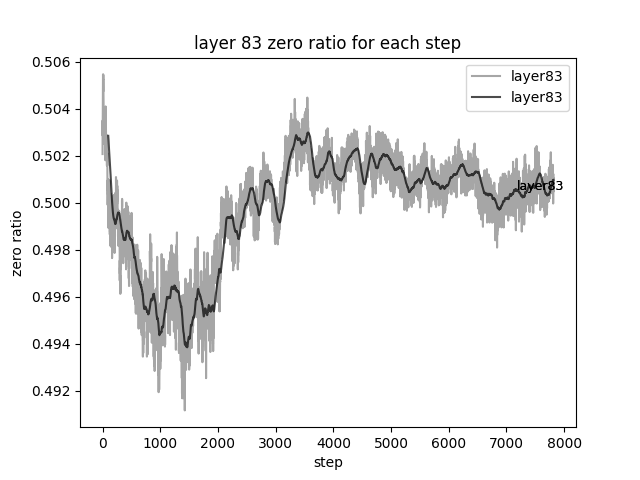 layer 83 zero ratio for each step
layer83
layer83
layer83
zero ratio
0.506
0.504
0.502
0.500
0.498
0.496
0.494
0.492
0 1000 2000 3000 4000 5000 6000 7000 8000
step